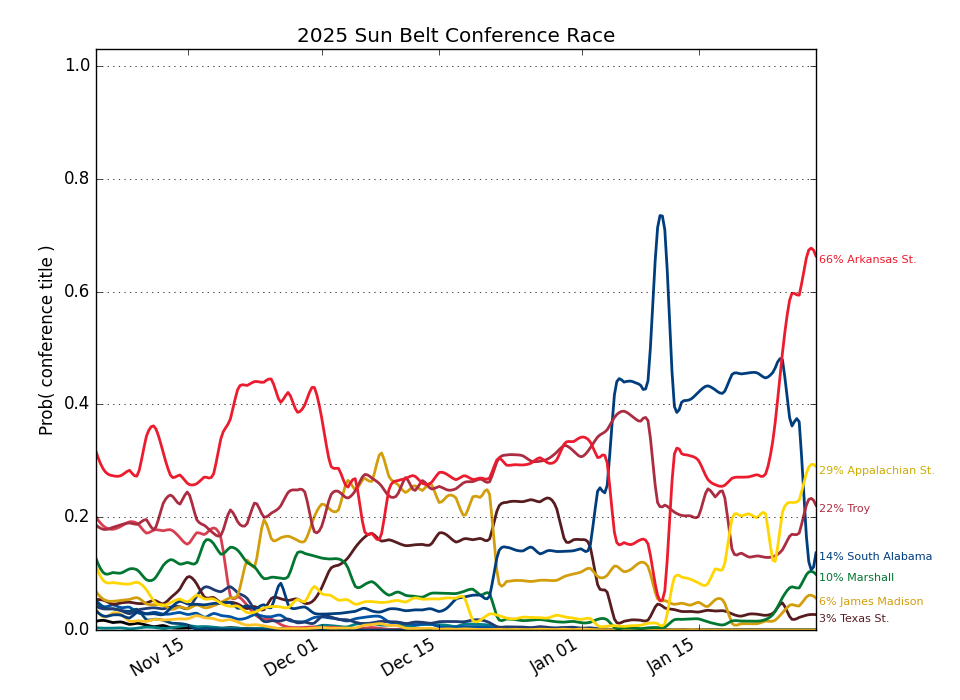 2025 Sun Belt Conference Race
Prob( conference title )
1.0
0.8
0.6
0.4
0.2
0.0
Nov 15
Dec 01
Dec 15
Jan 01
Jan 15
66% Arkansas St.
29% Appalachian St.
22% Troy
14% South Alabama
10% Marshall
6% James Madison
3% Texas St.